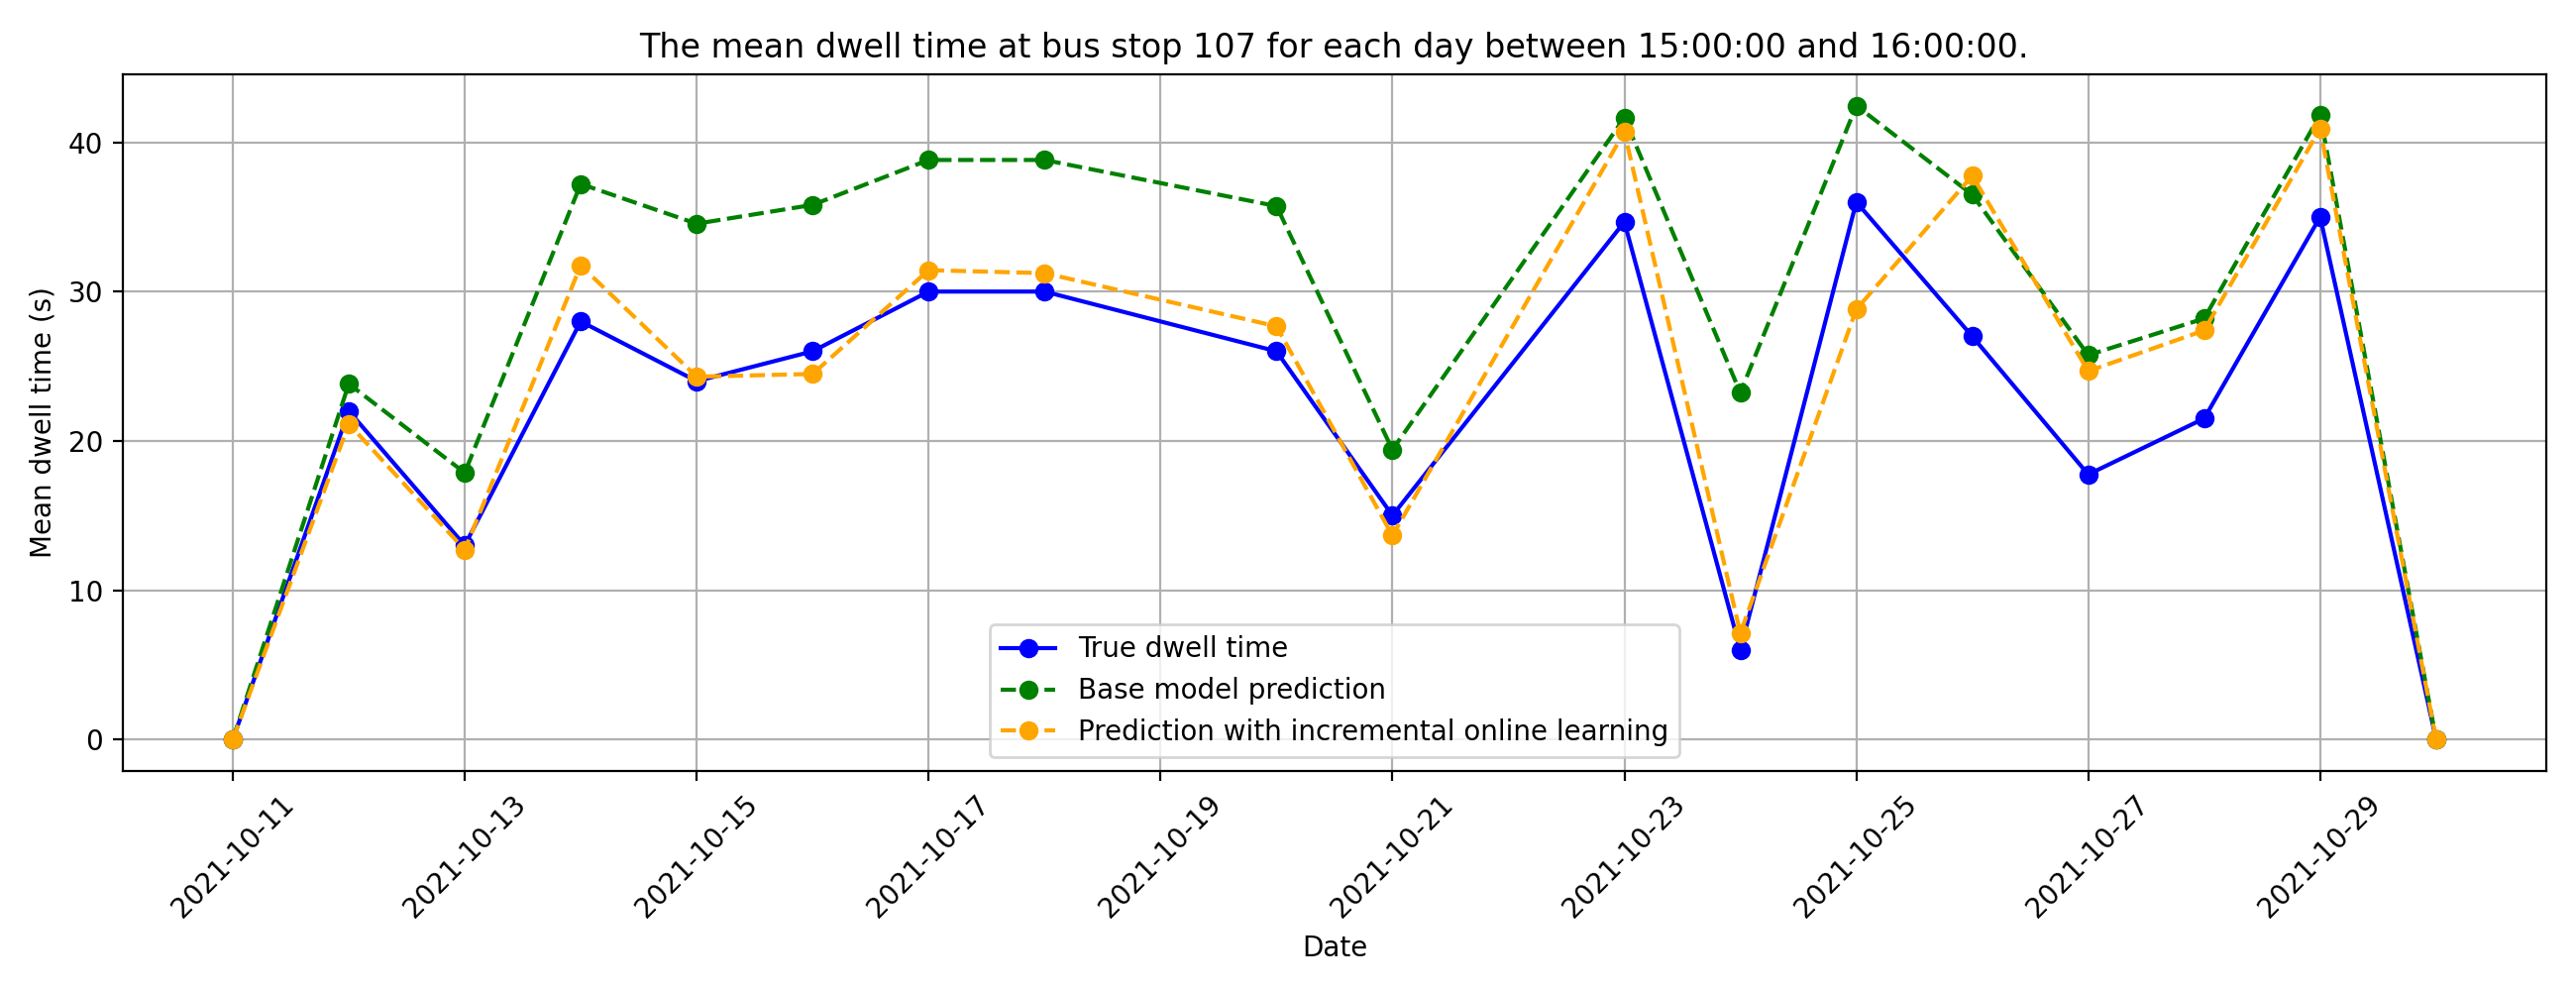 The mean dwell time at bus stop 107 for each day between 15:00:00 and 16:00:00.
Mean dwell time (s)
40
30
20
10
0
True dwell time
Base model prediction
Prediction with incremental online learning
2021-10-11
2021-10-13
2021-10-15
2021-10-17
2021-10-19
2021-10-21
2021-10-23
2021-10-25
2021-10-27
2021-10-29
Date